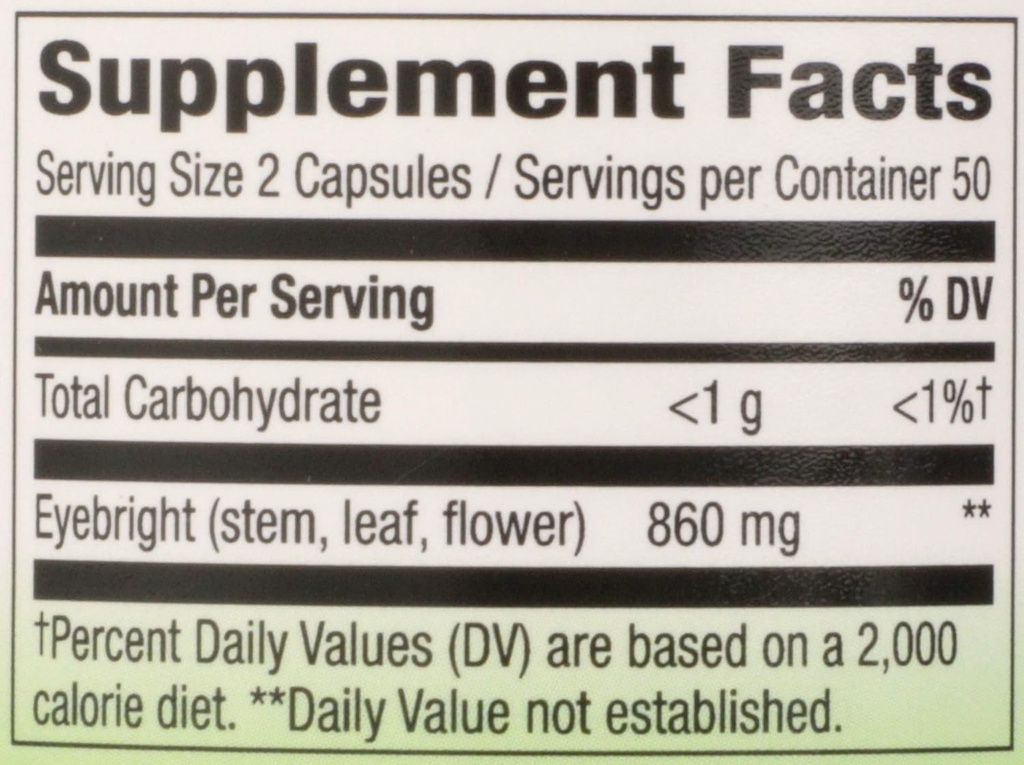 Supplement Facts
Serving Size 2 Capsules / Servings per Container 50
Amount Per Serving % DV
Total Carbohydrate <1 g <1%†
Eyebright (stem, leaf, flower) 860 mg **
†Percent Daily Values (DV) are based on a 2,000
calorie diet. **Daily Value not established.